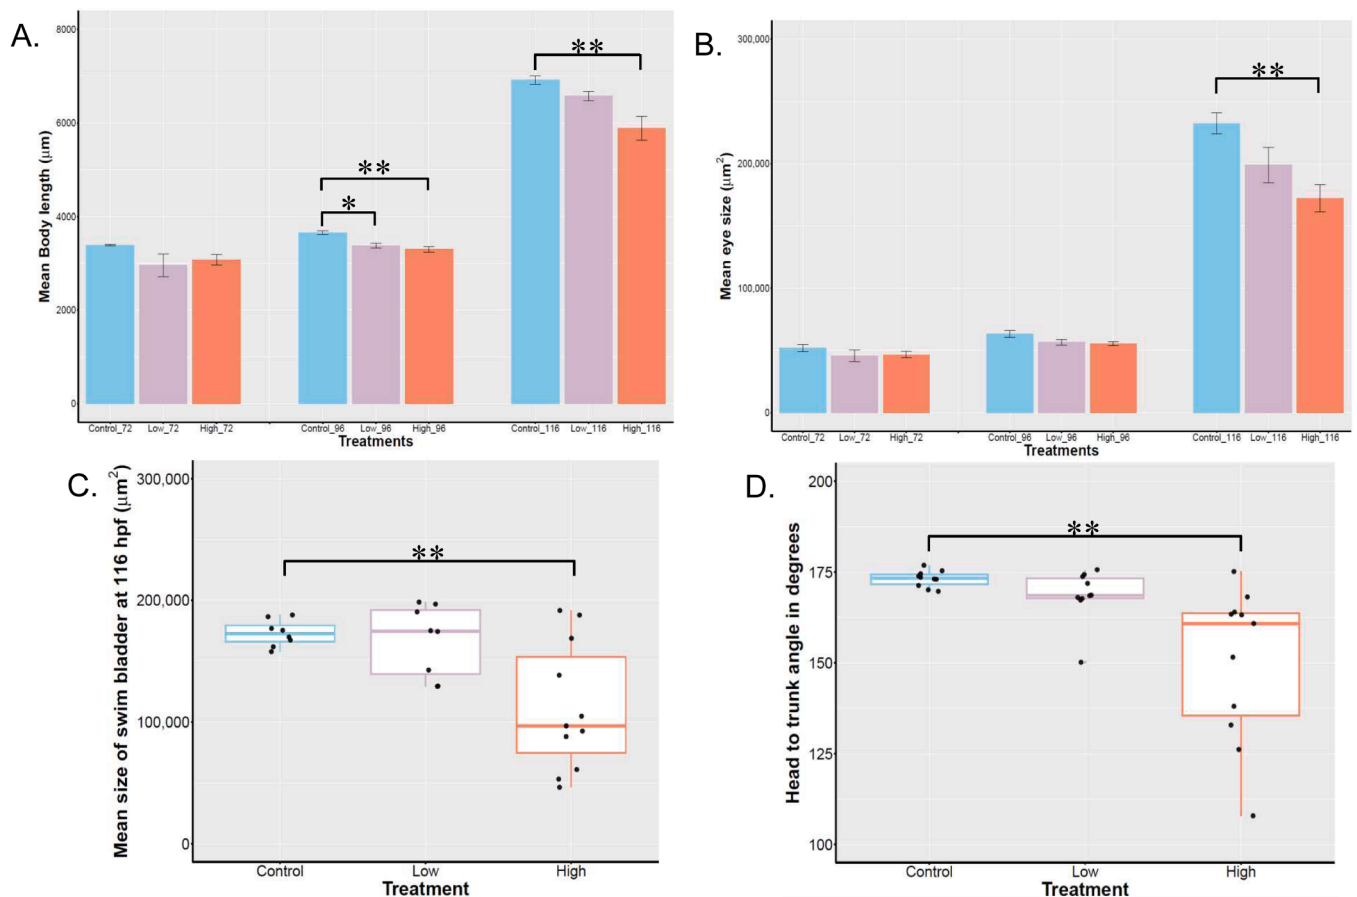 A.
Mean Body length (μm)
8000
6000
4000
2000
0
**
*
**
Control_72 Low_72 High_72 Control_96 Low_96 High_96 Control_116 Low_116 High_116
Treatments
B.
Mean eye size (μm²)
300,000
200,000
100,000
0
**
Control_72 Low_72 High_72 Control_96 Low_96 High_96 Control_116 Low_116 High_116
Treatments
C.
Mean size of swim bladder at 116 hpf (μm²)
300,000
200,000
100,000
0
**
Control Low High
Treatment
D.
Head to trunk angle in degrees
200
175
150
125
100
**
Control Low High
Treatment